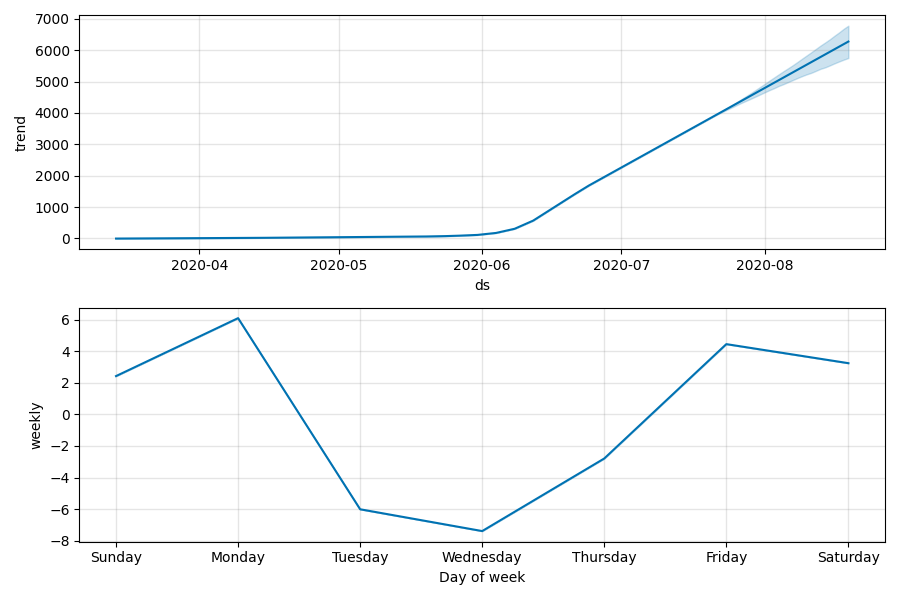 7000
6000
5000
4000
3000
2000
1000
0
trend
2020-04 2020-05 2020-06 2020-07 2020-08
ds
6
4
2
0
−2
−4
−6
−8
weekly
Sunday Monday Tuesday Wednesday Thursday Friday Saturday
Day of week